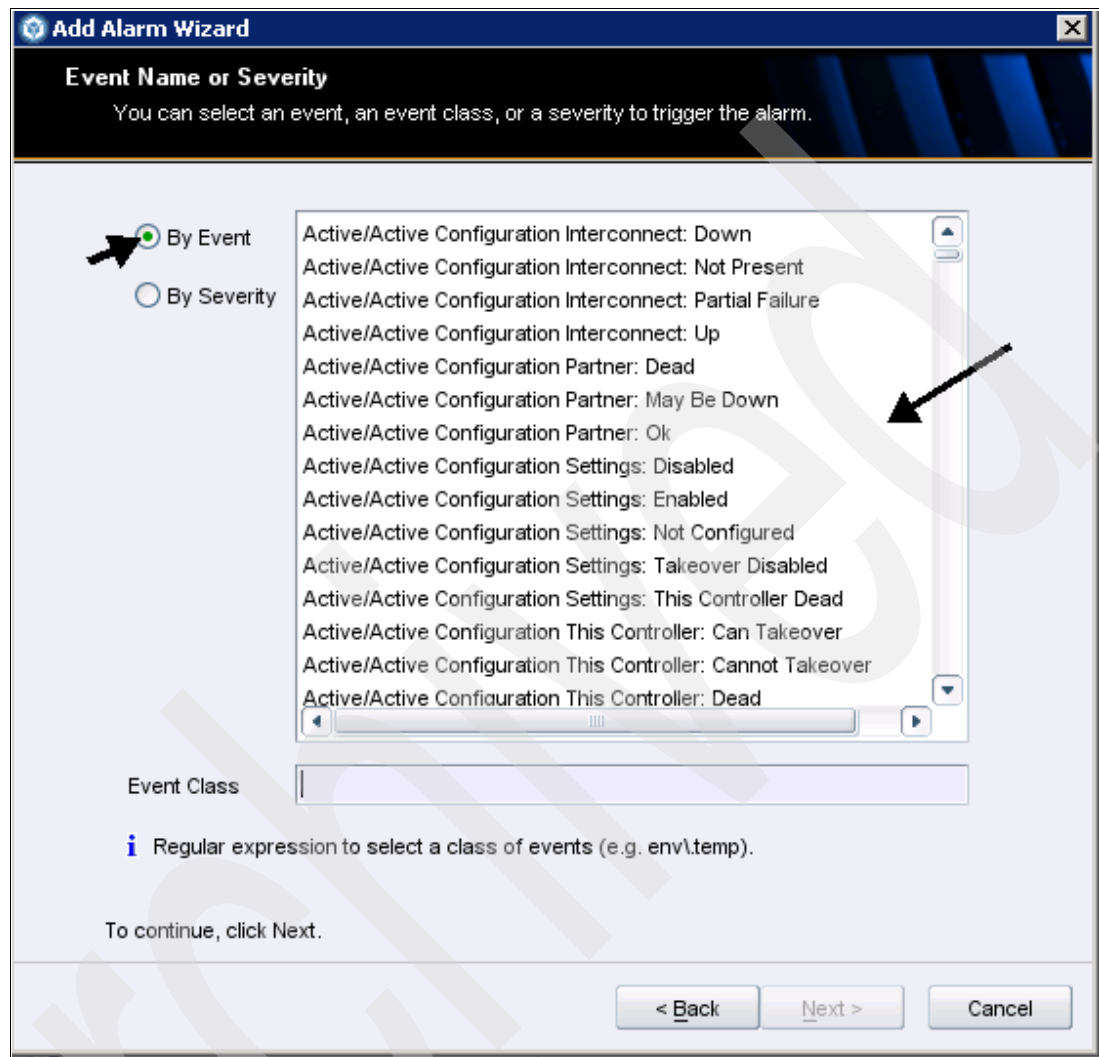 Add Alarm Wizard
Event Name or Severity
You can select an event, an event class, or a severity to trigger the alarm.
By Event
By Severity
Active/Active Configuration Interconnect: Down
Active/Active Configuration Interconnect: Not Present
Active/Active Configuration Interconnect: Partial Failure
Active/Active Configuration Interconnect: Up
Active/Active Configuration Partner: Dead
Active/Active Configuration Partner: May Be Down
Active/Active Configuration Partner: Ok
Active/Active Configuration Settings: Disabled
Active/Active Configuration Settings: Enabled
Active/Active Configuration Settings: Not Configured
Active/Active Configuration Settings: Takeover Disabled
Active/Active Configuration Settings: This Controller Dead
Active/Active Configuration This Controller: Can Takeover
Active/Active Configuration This Controller: Cannot Takeover
Active/Active Configuration This Controller: Dead
Event Class
i Regular expression to select a class of events (e.g. env\.temp).
To continue, click Next.
< Back
Next >
Cancel
rchived